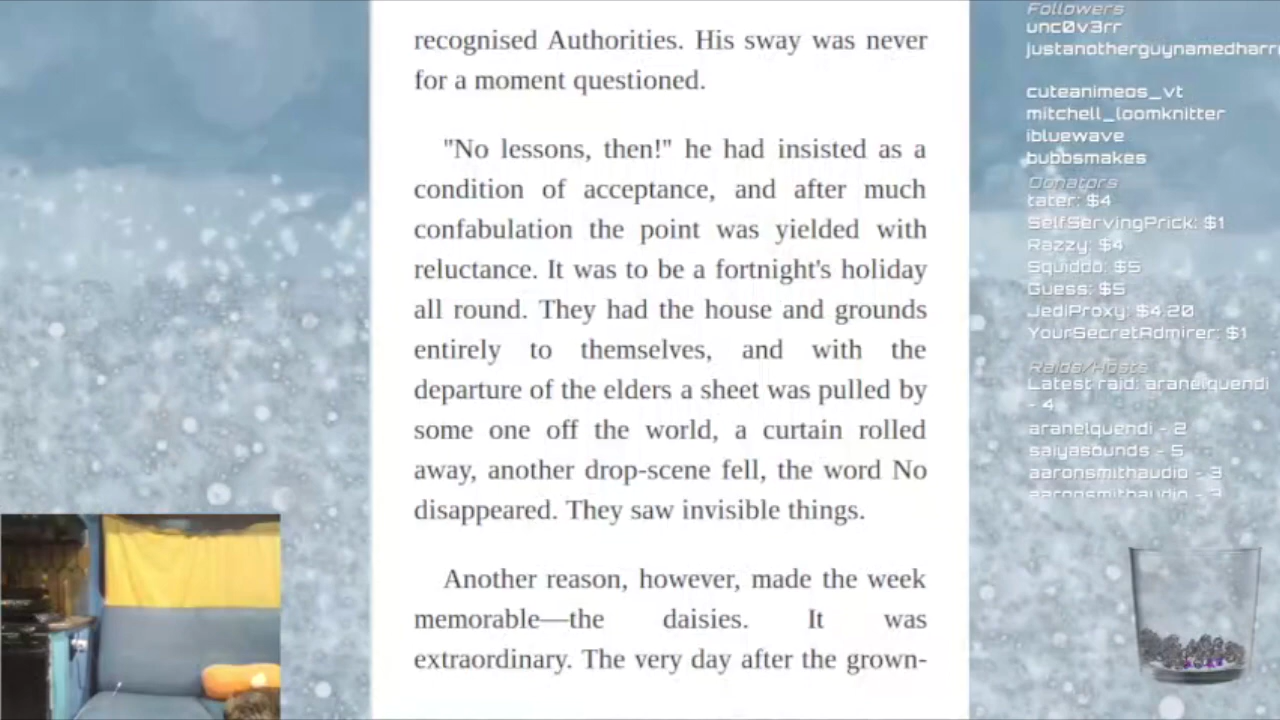 recognised Authorities. His sway was never
for a moment questioned.
"No lessons, then!" he had insisted as a
condition of acceptance, and after much
confabulation the point was yielded with
reluctance. It was to be a fortnight's holiday
all round. They had the house and grounds
entirely to themselves, and with the
departure of the elders a sheet was pulled by
some one off the world, a curtain rolled
away, another drop-scene fell, the word No
disappeared. They saw invisible things.
Another reason, however, made the week
memorable—the daisies. It was
extraordinary. The very day after the grown-
Followers
unc0v3rr
cuteanimeos_vt
mitchell_loomknitter
ibluewave
bubbsmakes
Donators
tater: $4
SelfServingPrick: $1
Razzy: $4
Squidoo: $5
Guess: $5
JediProxy: $4.20
YourSecretAdmirer: $1
Raids/Hosts
Latest raid: aranelquendi
- 4
aranelquendi - 2
saiyasounds - 5
aaronsmithaudio - 3
aaronsmithaudio - 3